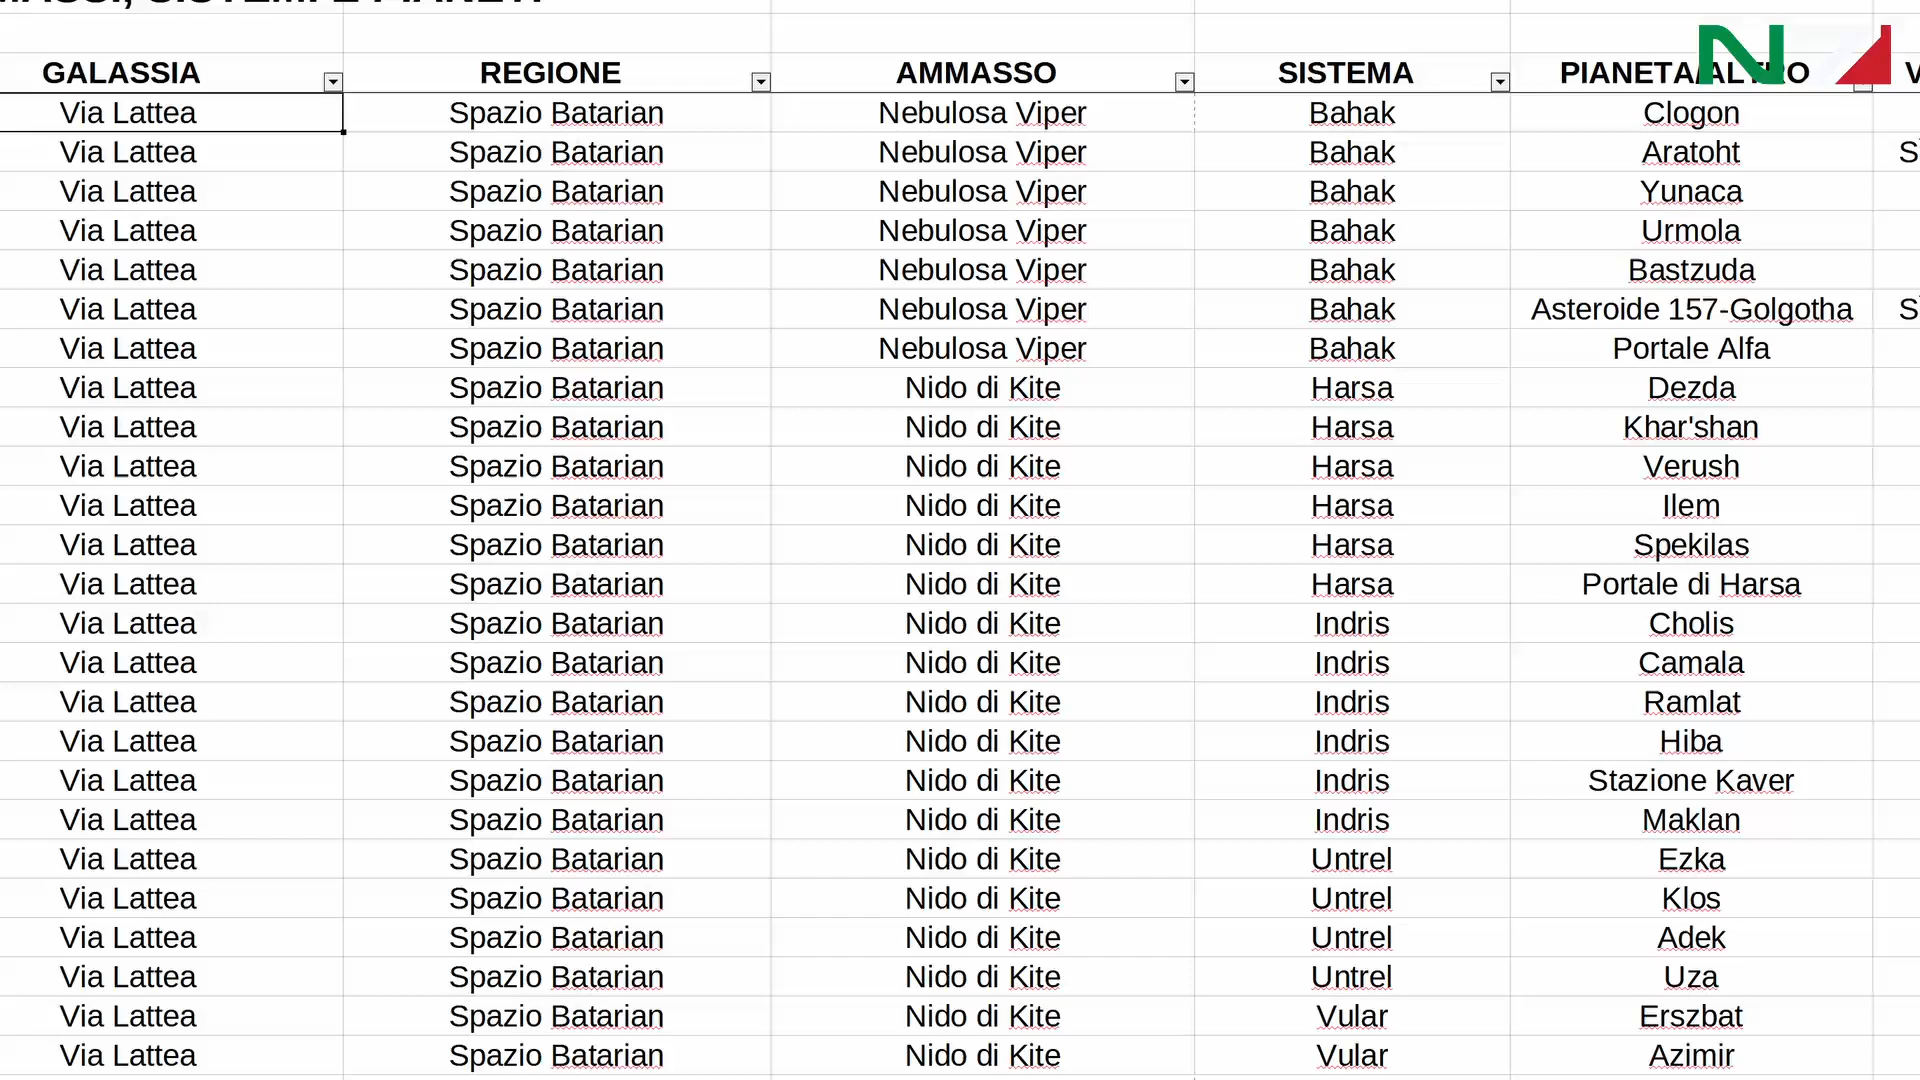 SISTEMI E PIANETI
GALASSIA REGIONE AMMASSO SISTEMA PIANETA/ALTRO
Via Lattea Spazio Batarian Nebulosa Viper Bahak Clogon
Via Lattea Spazio Batarian Nebulosa Viper Bahak Aratoht
Via Lattea Spazio Batarian Nebulosa Viper Bahak Yunaca
Via Lattea Spazio Batarian Nebulosa Viper Bahak Urmola
Via Lattea Spazio Batarian Nebulosa Viper Bahak Bastzuda
Via Lattea Spazio Batarian Nebulosa Viper Bahak Asteroide 157-Golgotha
Via Lattea Spazio Batarian Nebulosa Viper Bahak Portale Alfa
Via Lattea Spazio Batarian Nido di Kite Harsa Dezda
Via Lattea Spazio Batarian Nido di Kite Harsa Khar'shan
Via Lattea Spazio Batarian Nido di Kite Harsa Verush
Via Lattea Spazio Batarian Nido di Kite Harsa Ilem
Via Lattea Spazio Batarian Nido di Kite Harsa Spekilas
Via Lattea Spazio Batarian Nido di Kite Harsa Portale di Harsa
Via Lattea Spazio Batarian Nido di Kite Indris Cholis
Via Lattea Spazio Batarian Nido di Kite Indris Camala
Via Lattea Spazio Batarian Nido di Kite Indris Ramlat
Via Lattea Spazio Batarian Nido di Kite Indris Hiba
Via Lattea Spazio Batarian Nido di Kite Indris Stazione Kaver
Via Lattea Spazio Batarian Nido di Kite Indris Maklan
Via Lattea Spazio Batarian Nido di Kite Untrel Ezka
Via Lattea Spazio Batarian Nido di Kite Untrel Klos
Via Lattea Spazio Batarian Nido di Kite Untrel Adek
Via Lattea Spazio Batarian Nido di Kite Untrel Uza
Via Lattea Spazio Batarian Nido di Kite Vular Erszbat
Via Lattea Spazio Batarian Nido di Kite Vular Azimir